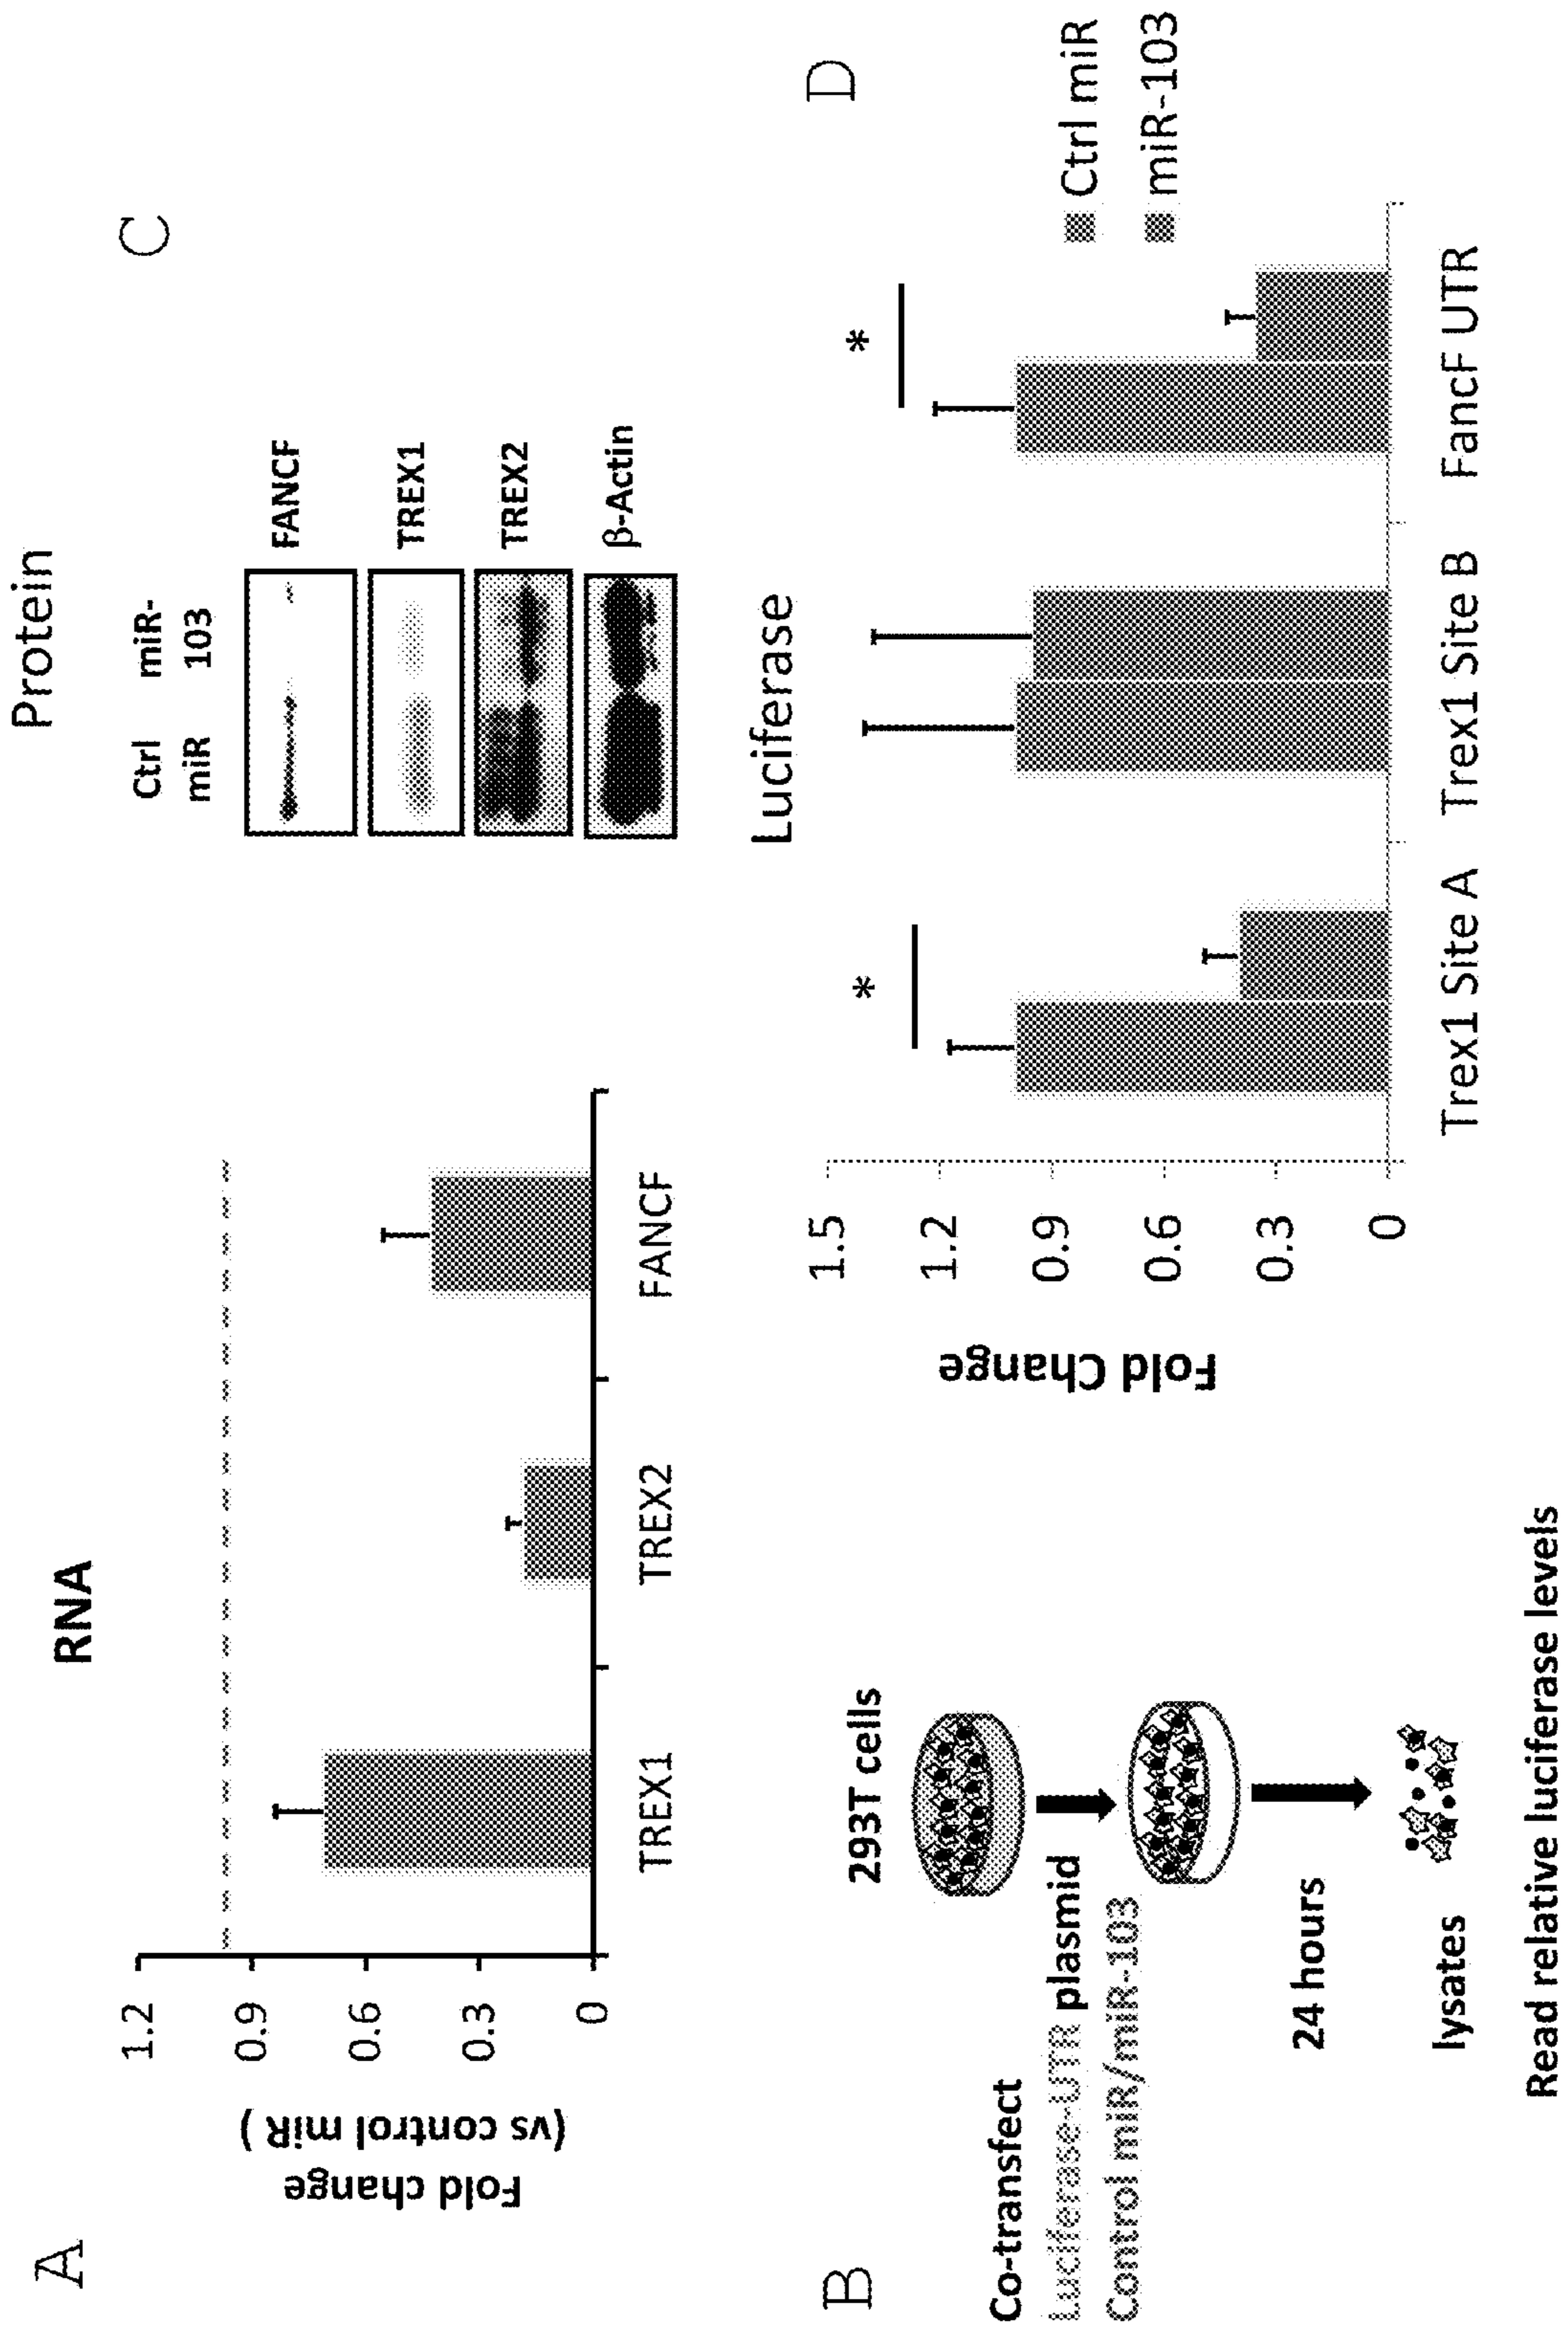 A
RNA
Fold change
(vs control miR )
1.2
0.9
0.6
0.3
0
TREX1
TREX2
FANCF
Protein
C
Ctrl
miR
miR-
103
FANCF
TREX1
TREX2
β-Actin
B
293T cells
Co-transfect
Luciferase-UTR plasmid
Control miR/miR-103
24 hours
lysates
Read relative luciferase levels
Luciferase
D
Fold Change
1.5
1.2
0.9
0.6
0.3
0
*
*
Trex1 Site A
Trex1 Site B
FancF UTR
Ctrl miR
miR-103